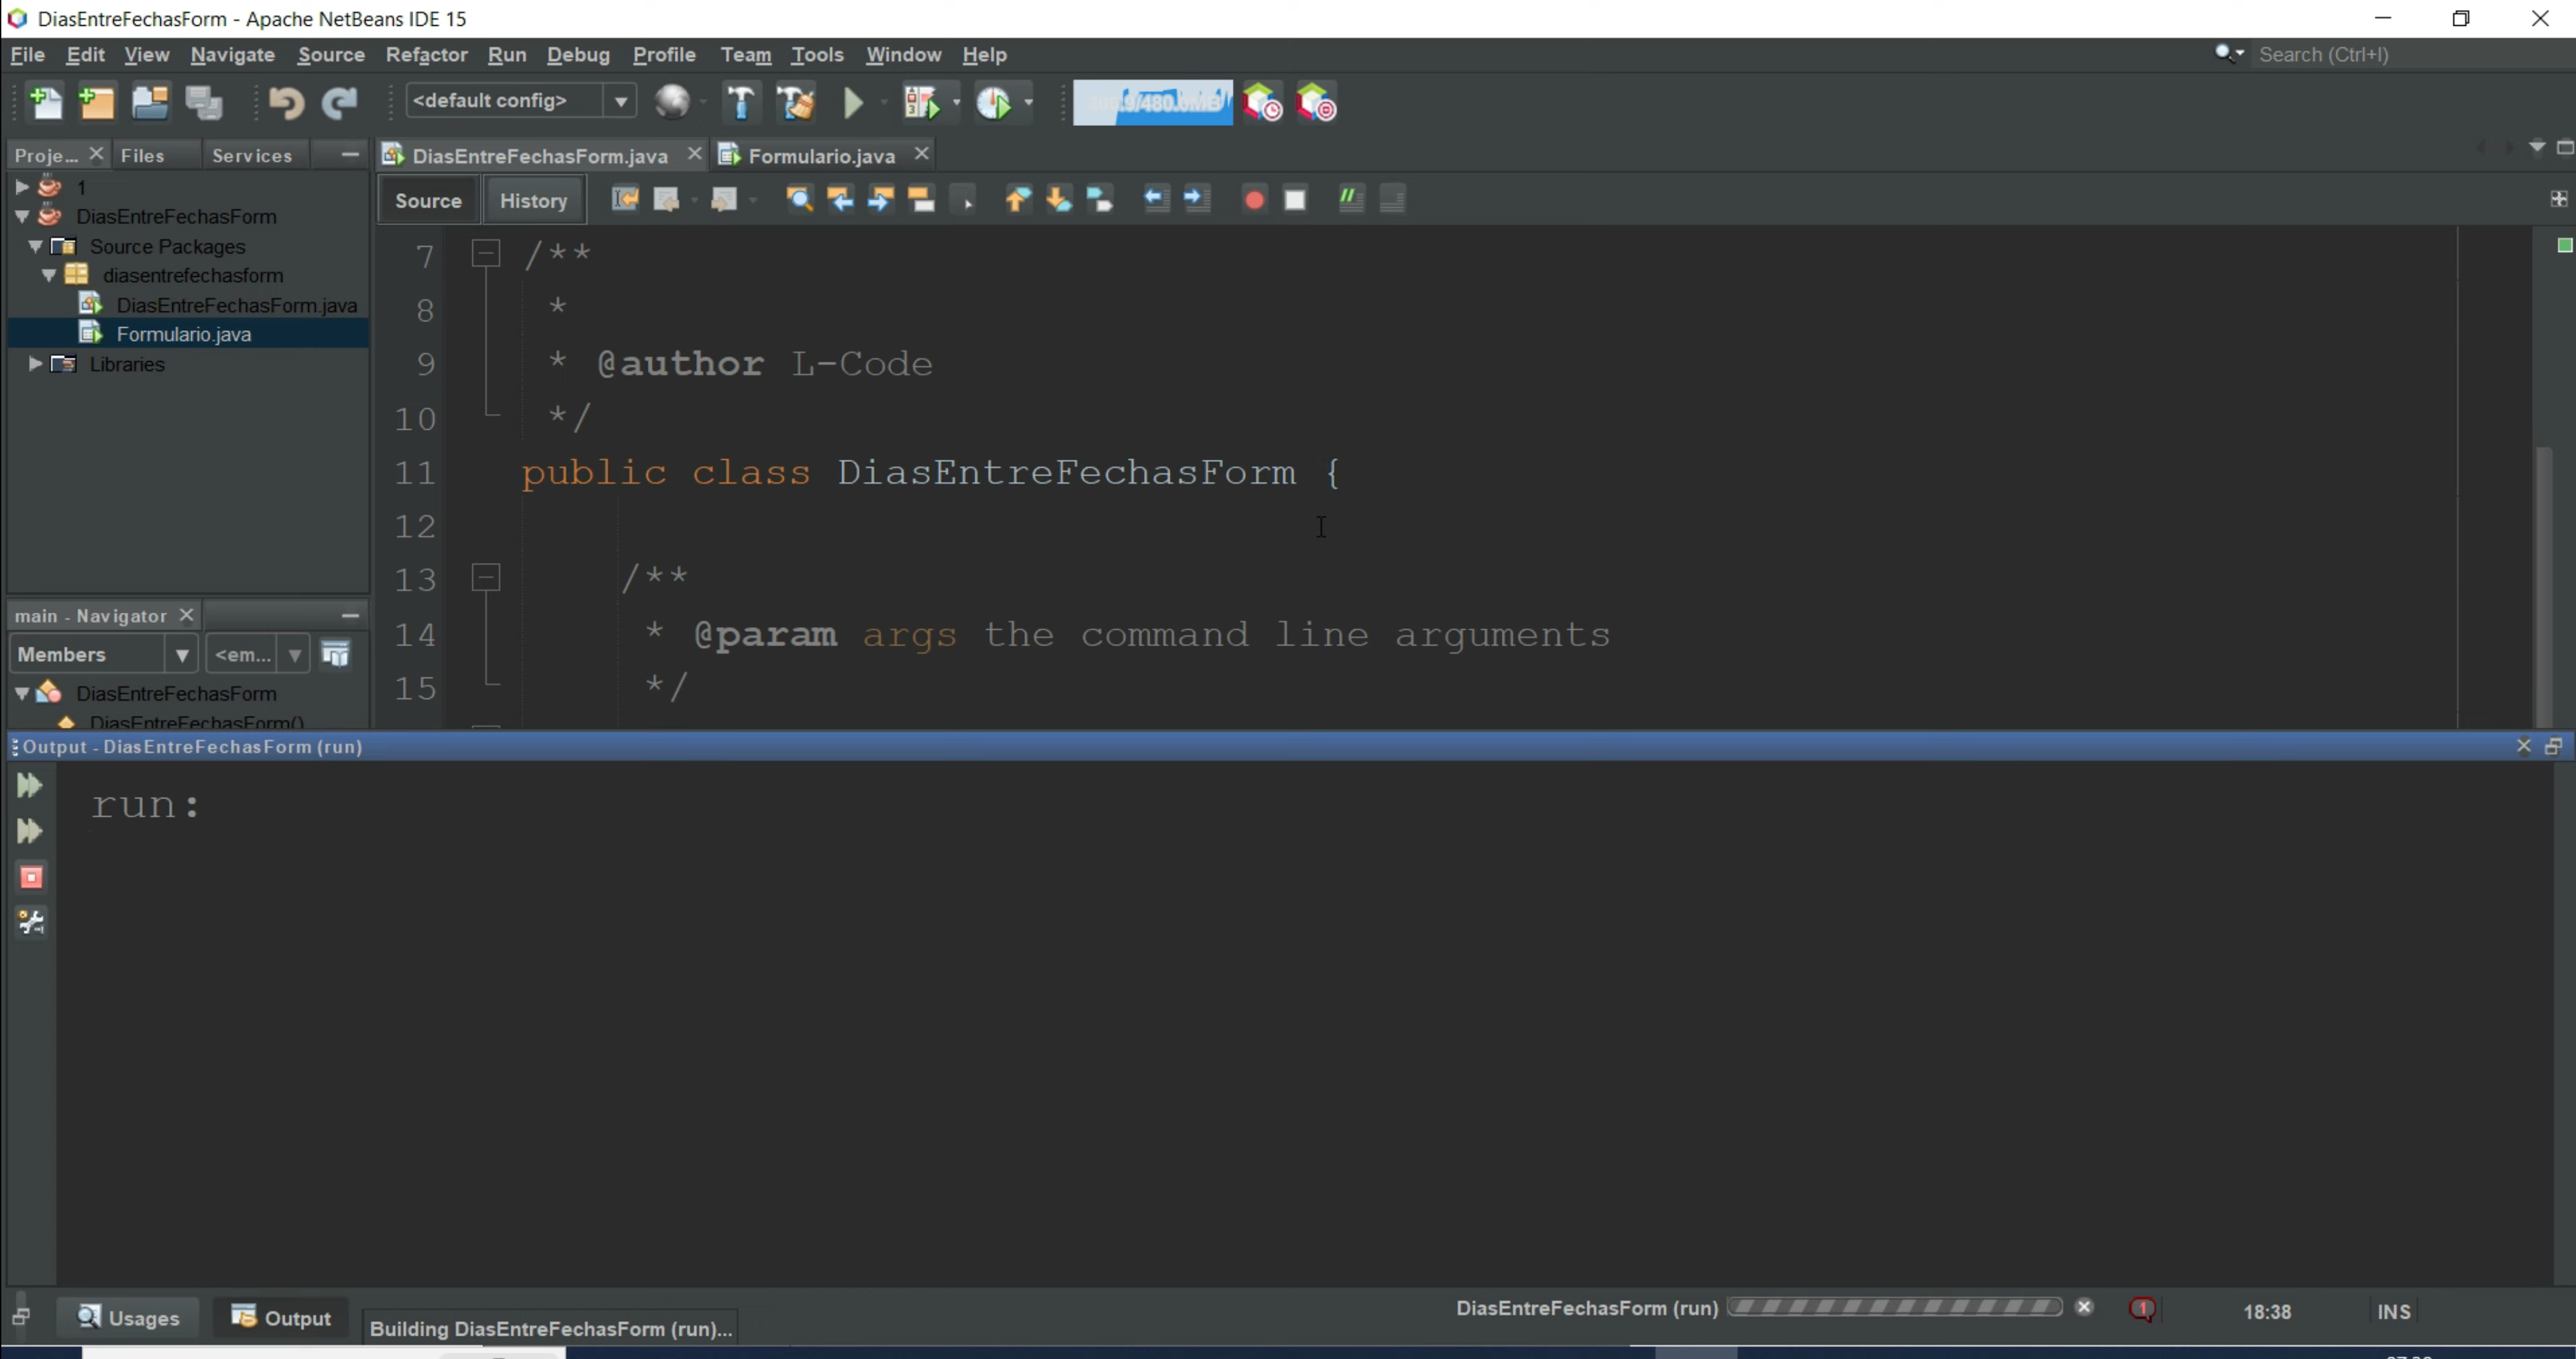 DiasEntreFechasForm - Apache NetBeans IDE 15
File Edit View Navigate Source Refactor Run Debug Profile Team Tools Window Help
Search (Ctrl+I)
<default config>
Proje... Files Services
DiasEntreFechasForm.java Formulario.java
1
DiasEntreFechasForm
Source Packages
diasentrefechasform
DiasEntreFechasForm.java
Formulario.java
Libraries
Source History
7 /**
8 *
9 * @author L-Code
10 */
11 public class DiasEntreFechasForm {
12
13 /**
14 * @param args the command line arguments
15 */
main - Navigator
Members <em...
DiasEntreFechasForm
DiasEntreFechasForm()
Output - DiasEntreFechasForm (run)
run:
Usages Output
Building DiasEntreFechasForm (run)...
DiasEntreFechasForm (run)
1
18:38 INS